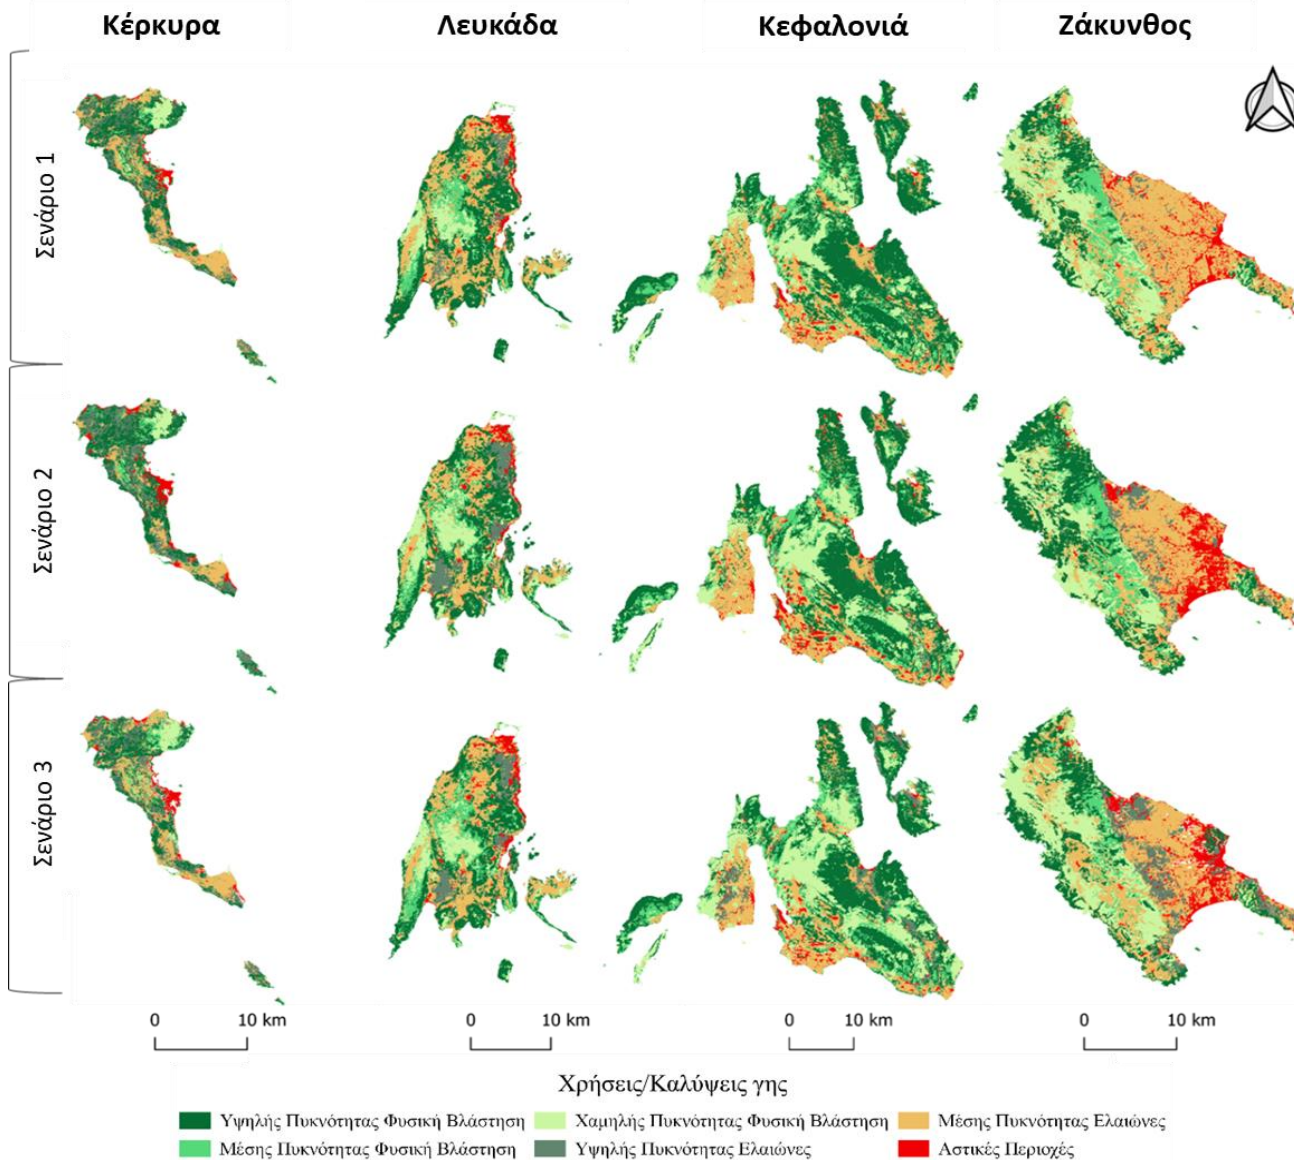 Κέρκυρα Λευκάδα Κεφαλονιά Ζάκυνθος
Σενάριο 1
Σενάριο 2
Σενάριο 3
0 10 km 0 10 km 0 10 km 0 10 km
Χρήσεις/Καλύψεις γης
Υψηλής Πυκνότητας Φυσική Βλάστηση Χαμηλής Πυκνότητας Φυσική Βλάστηση Μέσης Πυκνότητας Ελαιώνες
Μέσης Πυκνότητας Φυσική Βλάστηση Υψηλής Πυκνότητας Ελαιώνες Αστικές Περιοχές